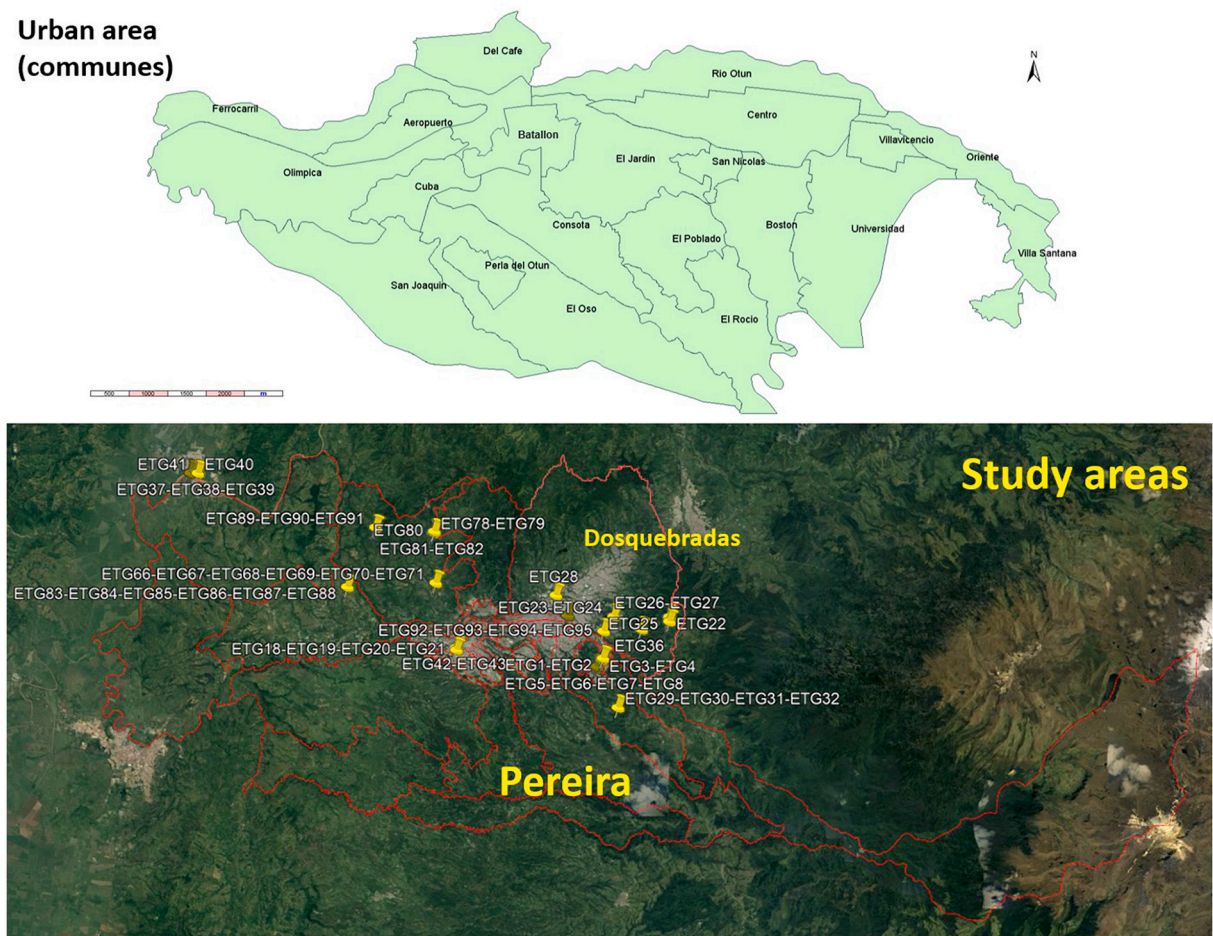 Urban area
(communes)
Del Cafe
N
Rio Otun
Ferrocarril
Centro
Aeropuerto
Batallon
Villavicencio
El Jardin
San Nicolas
Oriente
Olimpica
Cuba
Consota
Boston
Universidad
El Poblado
Villa Santana
Perla del Otun
San Joaquin
El Oso
El Rocio
500 1000 1500 2000 m
Study areas
ETG41 ETG40
ETG37-ETG38-ETG39
ETG89-ETG90-ETG91
ETG80 ETG78-ETG79
Dosquebradas
ETG81-ETG82
ETG66-ETG67-ETG68-ETG69-ETG70-ETG71
ETG28
ETG83-ETG84-ETG85-ETG86-ETG87-ETG88
ETG23-ETG24 ETG26-ETG27
ETG92-ETG93-ETG94-ETG95 ETG25 ETG22
ETG18-ETG19-ETG20-ETG21 ETG36
ETG42-ETG43 ETG1-ETG2 ETG3-ETG4
ETG5-ETG6-ETG7-ETG8
ETG29-ETG30-ETG31-ETG32
Pereira